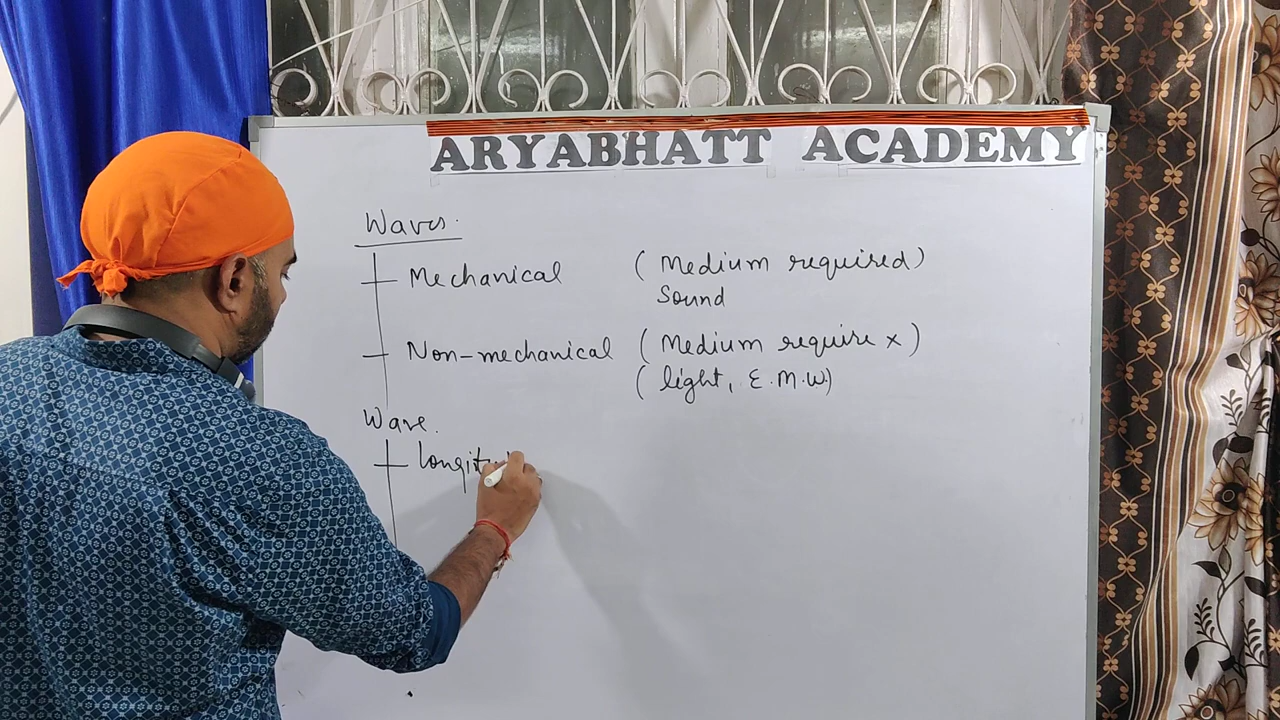 ARYABHATT ACADEMY
Waves.
Mechanical (Medium required)
Sound
Non-mechanical (Medium require x)
(light, E.M.W)
Wave.